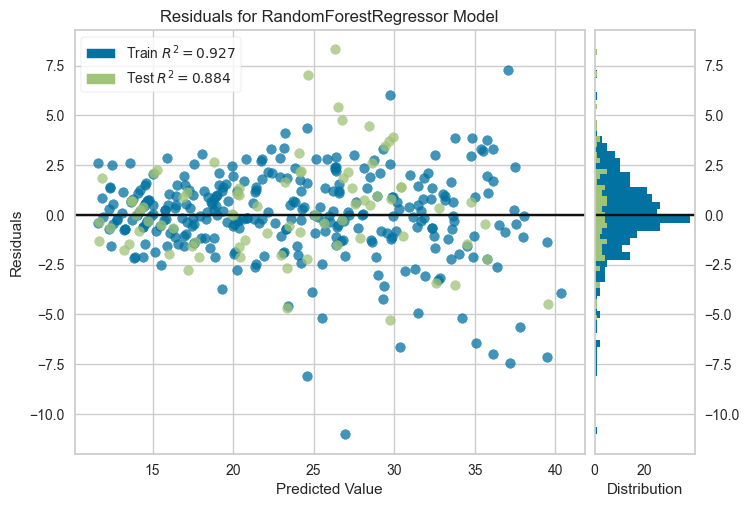 Residuals for RandomForestRegressor Model
Train R² = 0.927
Test R² = 0.884
Residuals
7.5
5.0
2.5
0.0
−2.5
−5.0
−7.5
−10.0
15 20 25 30 35 40
Predicted Value
7.5
5.0
2.5
0.0
−2.5
−5.0
−7.5
−10.0
0 20
Distribution